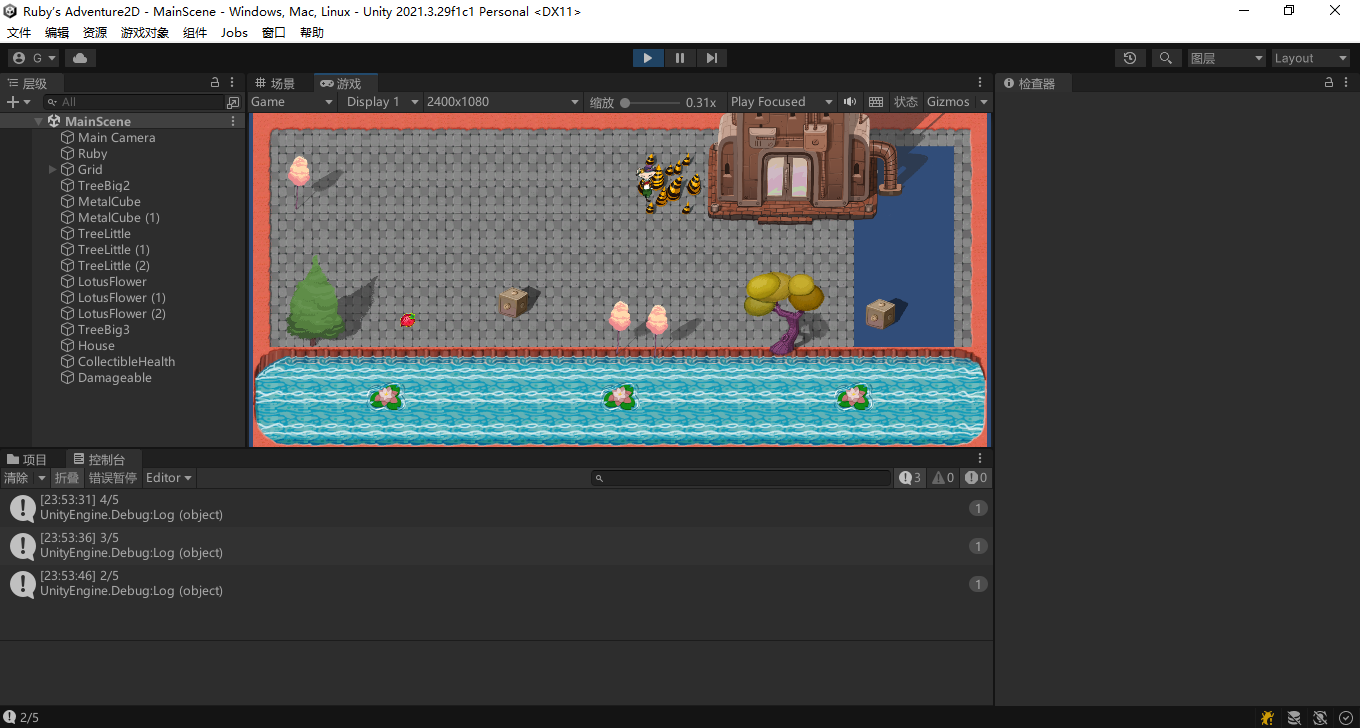 Ruby's Adventure2D - MainScene - Windows, Mac, Linux - Unity 2021.3.29f1c1 Personal <DX11>
文件 编辑 资源 游戏对象 组件 Jobs 窗口 帮助
G 图层 Layout
层级 场景 游戏 检查器
All Game Display 1 2400x1080 缩放 0.31x Play Focused 状态 Gizmos
MainScene
Main Camera
Ruby
Grid
TreeBig2
MetalCube
MetalCube (1)
TreeLittle
TreeLittle (1)
TreeLittle (2)
LotusFlower
LotusFlower (1)
LotusFlower (2)
TreeBig3
House
CollectibleHealth
Damageable
项目 控制台
清除 折叠 错误暂停 Editor 3 0 0
[23:53:31] 4/5
UnityEngine.Debug:Log (object) 1
[23:53:36] 3/5
UnityEngine.Debug:Log (object) 1
[23:53:46] 2/5
UnityEngine.Debug:Log (object) 1
2/5